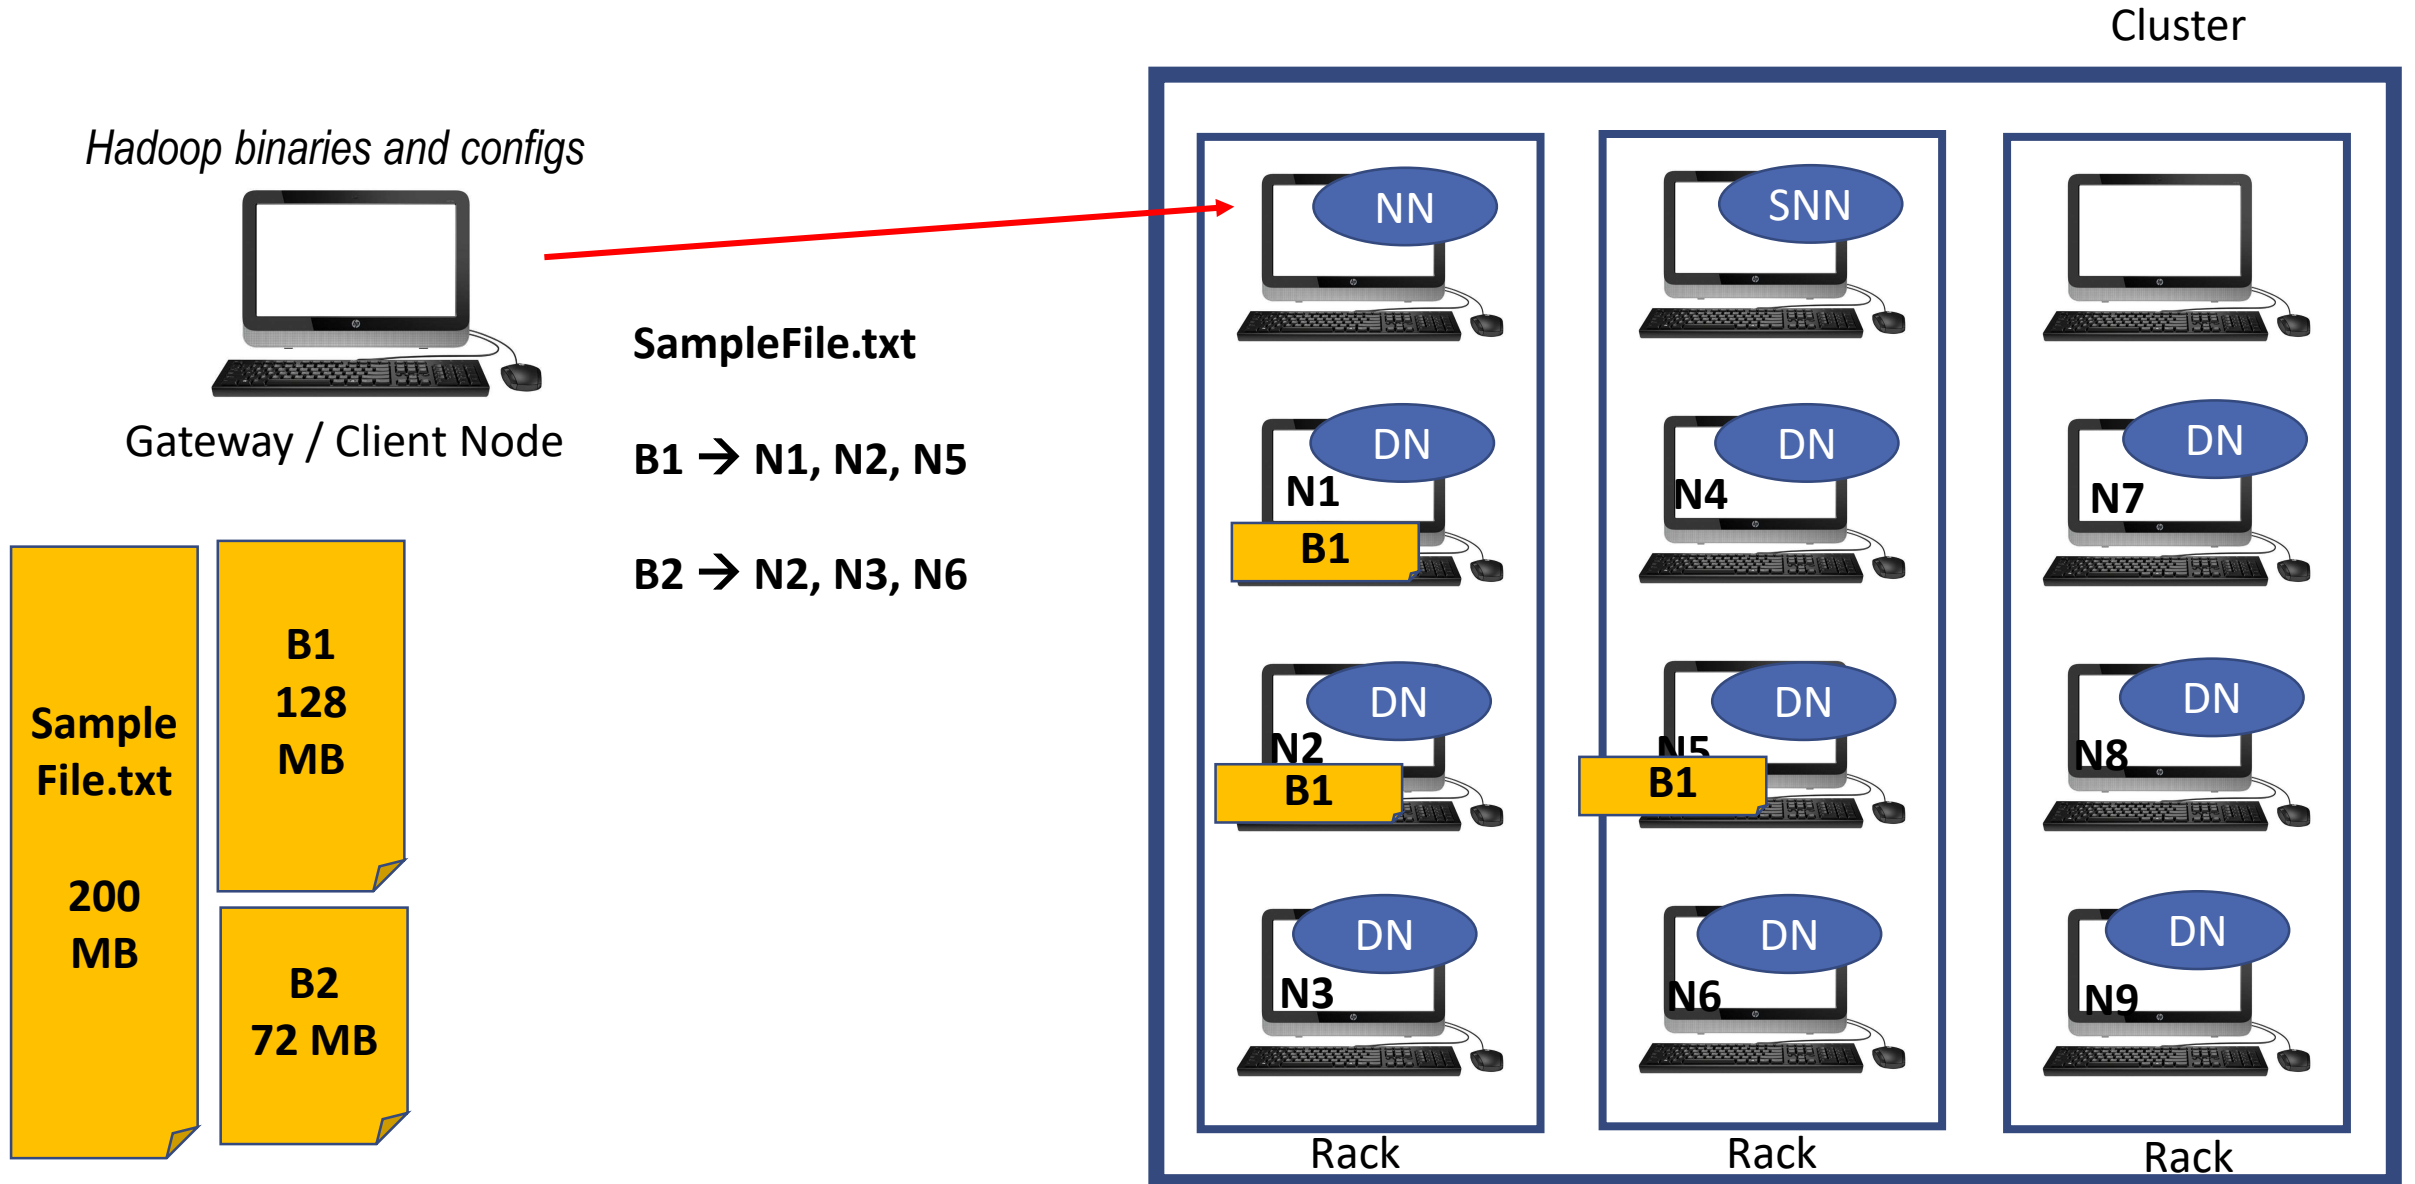 Cluster
Hadoop binaries and configs
Gateway / Client Node
SampleFile.txt
B1 → N1, N2, N5
B2 → N2, N3, N6
Sample
File.txt
200
MB
B1
128
MB
B2
72 MB
NN
DN
N1
B1
DN
N2
B1
DN
N3
Rack
SNN
DN
N4
DN
N5
B1
DN
N6
Rack
DN
N7
DN
N8
DN
N9
Rack